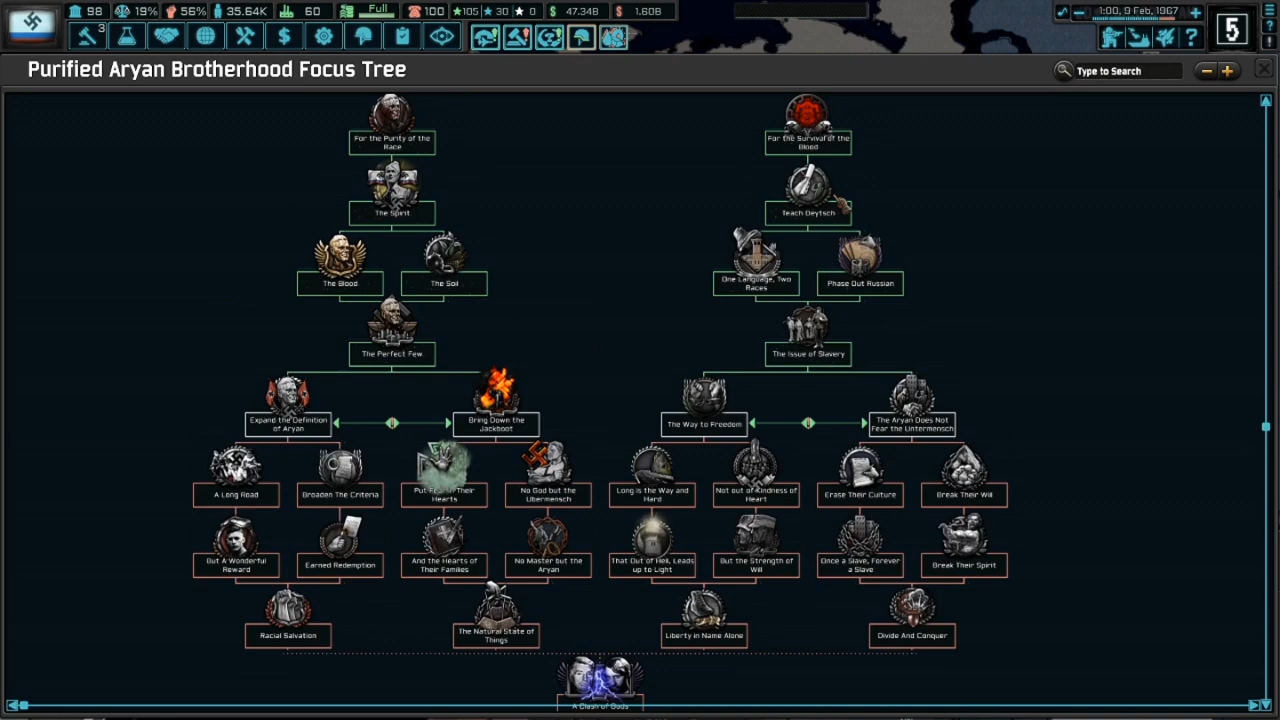 98 19% 56% 35.64K 60 Full 100 105 30 0 47.34B 1.60B
1:00, 9 Feb, 1967
5
3
Purified Aryan Brotherhood Focus Tree
Type to Search
For the Purity of the
Race
For the Survival of the
Blood
The Spirit
Teach Deytsch
The Blood
The Soil
One Language, Two
Races
Phase Out Russian
The Perfect Few
The Issue of Slavery
Expand the Definition
of Aryan
Bring Down the
Jackboot
The Way to Freedom
The Aryan Does Not
Fear the Untermensch
A Long Road
Broaden The Criteria
Put Fear in Their
Hearts
No God but the
Ubermensch
Long is the Way and
Hard
Not out of Kindness of
Heart
Erase Their Culture
Break Their Will
But A Wonderful
Reward
Earned Redemption
And the Hearts of
Their Families
No Master but the
Aryan
That Out of Hell, Leads
up to Light
But the Strength of
Will
Once a Slave, Forever
a Slave
Break Their Spirit
Racial Salvation
The Natural State of
Things
Liberty in Name Alone
Divide And Conquer
A Clash of Gods